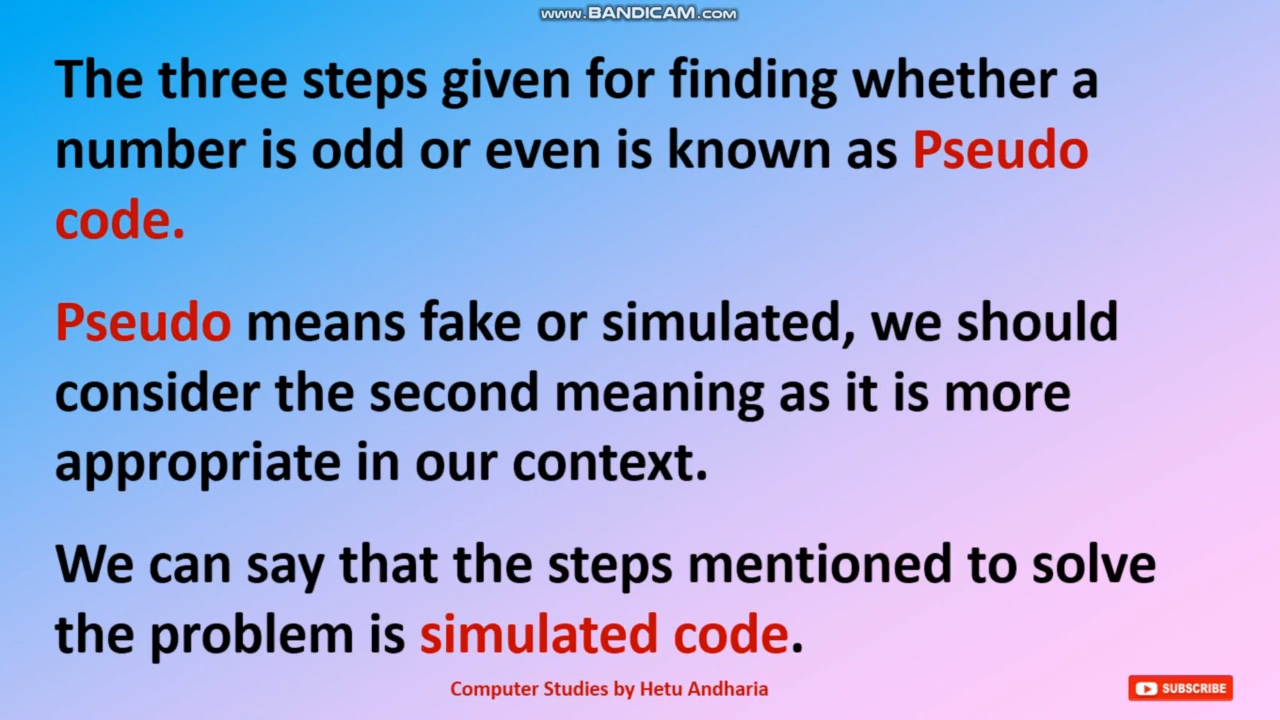 www.BANDICAM.com
The three steps given for finding whether a
number is odd or even is known as Pseudo
code.
Pseudo means fake or simulated, we should
consider the second meaning as it is more
appropriate in our context.
We can say that the steps mentioned to solve
the problem is simulated code.
Computer Studies by Hetu Andharia
SUBSCRIBE